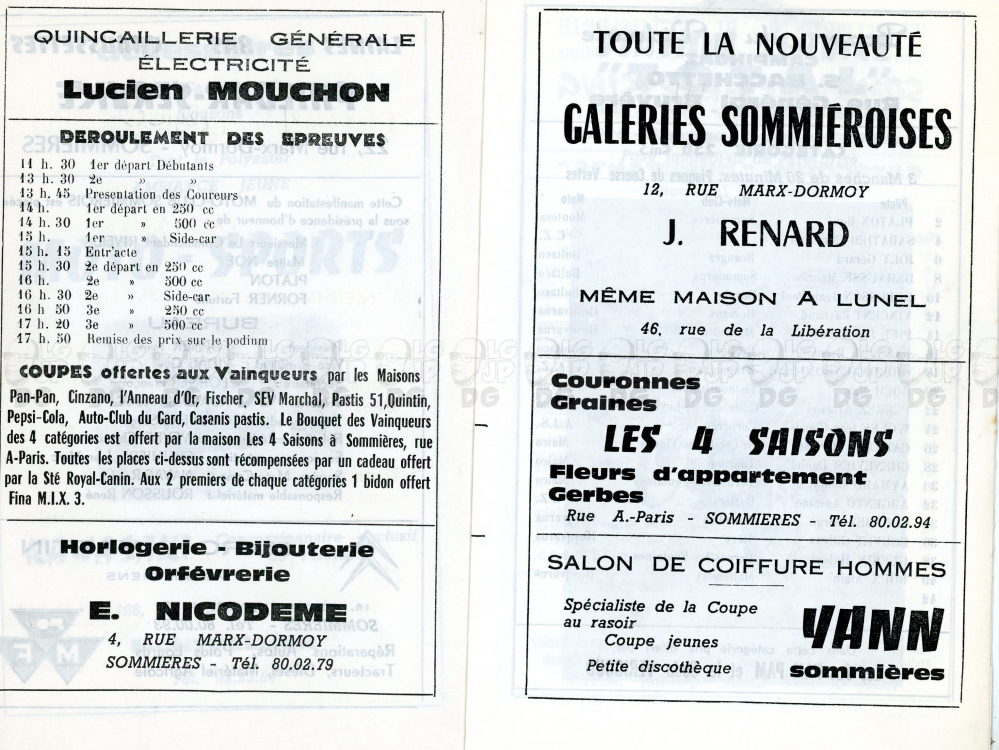 QUINCAILLERIE GÉNÉRALE
ÉLECTRICITÉ
Lucien MOUCHON
DEROULEMENT DES EPREUVES
11 h. 30 1er départ Débutants
13 h. 30 2e » »
13 h. 45 Presentation des Coureurs
14 h. 1er départ en 250 cc
14 h. 30 1er » 500 cc
15 h. 1er » Side-car
15 h. 15 Entr'acte
15 h. 30 2e départ en 250 cc
16 h. 2e » 500 cc
16 h. 30 2e » Side-car
16 h 50 3e » 250 cc
17 h. 20 3e » 500 cc
17 h. 50 Remise des prix sur le podium
COUPES offertes aux Vainqueurs par les Maisons
Pan-Pan, Cinzano, l'Anneau d'Or, Fischer, SEV Marchal, Pastis 51,Quintin,
Pepsi-Cola, Auto-Club du Gard, Casanis pastis. Le Bouquet des Vainqueurs
des 4 catégories est offert par la maison Les 4 Saisons à Sommières, rue
A-Paris. Toutes les places ci-dessus sont récompensées par un cadeau offert
par la Sté Royal-Canin. Aux 2 premiers de chaque catégories 1 bidon offert
Fina M.I.X. 3.
Horlogerie - Bijouterie
Orfévrerie
E. NICODEME
4, RUE MARX-DORMOY
SOMMIERES - Tél. 80.02.79
TOUTE LA NOUVEAUTÉ
GALERIES SOMMIÉROISES
12, RUE MARX-DORMOY
J. RENARD
MÊME MAISON A LUNEL
46, rue de la Libération
Couronnes
Graines
LES 4 SAISONS
Fleurs d'appartement
Gerbes
Rue A.-Paris - SOMMIERES - Tél. 80.02.94
SALON DE COIFFURE HOMMES
Spécialiste de la Coupe
au rasoir
Coupe jeunes
Petite discothèque
YANN
sommières